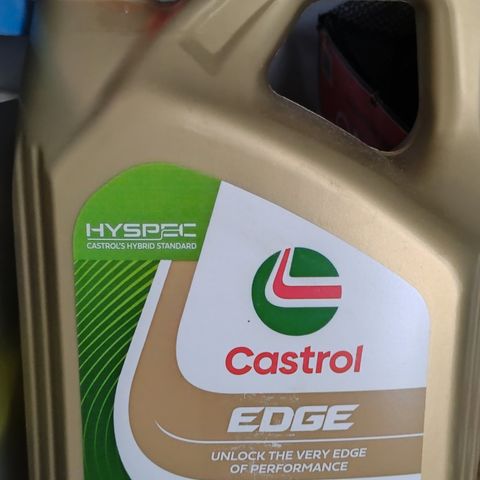 HYSPEC
CASTROL'S HYBRID STANDARD
Castrol
EDGE
UNLOCK THE VERY EDGE
OF PERFORMANCE